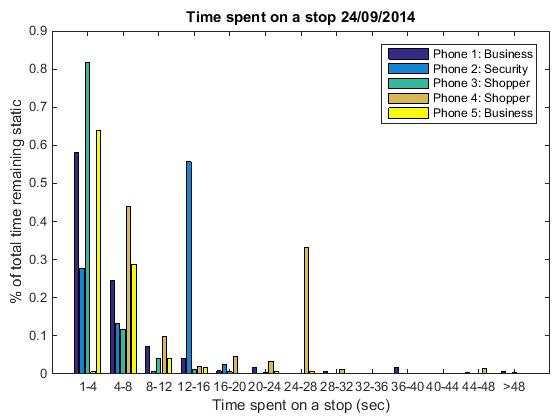 Time spent on a stop 24/09/2014
0.9
0.8
0.7
0.6
0.5
0.4
0.3
0.2
0.1
0
% of total time remaining static
Phone 1: Business
Phone 2: Security
Phone 3: Shopper
Phone 4: Shopper
Phone 5: Business
1-4 4-8 8-12 12-16 16-20 20-24 24-28 28-32 32-36 36-40 40-44 44-48 >48
Time spent on a stop (sec)